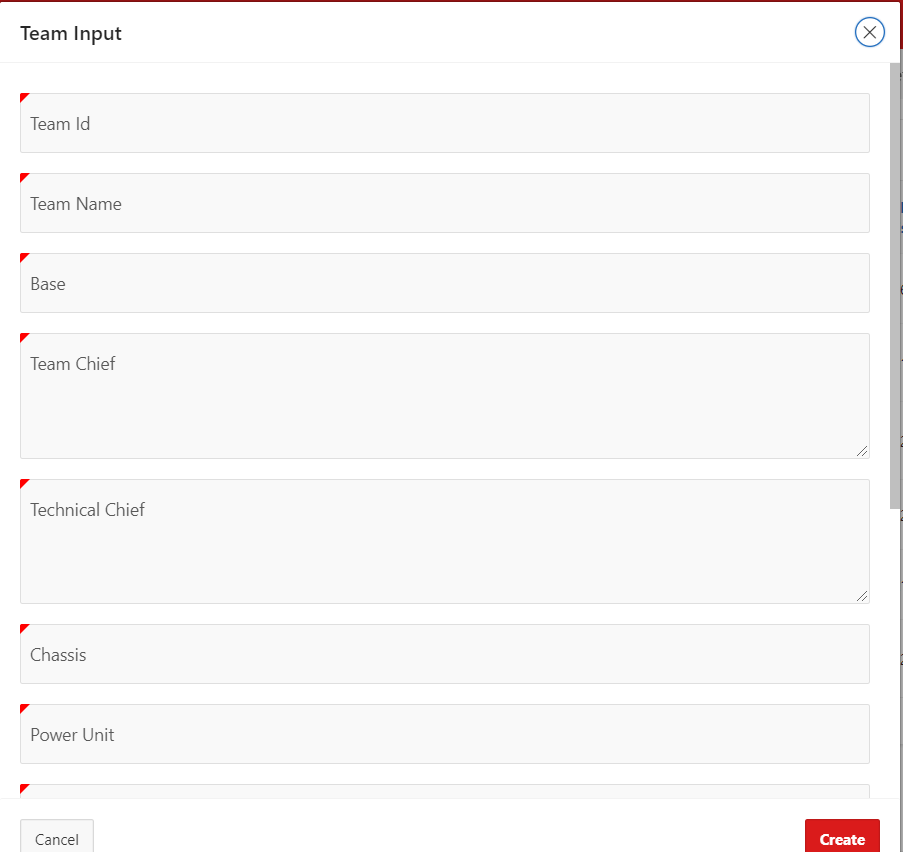 Team Input
Team Id
Team Name
Base
Team Chief
Technical Chief
Chassis
Power Unit
Cancel
Create